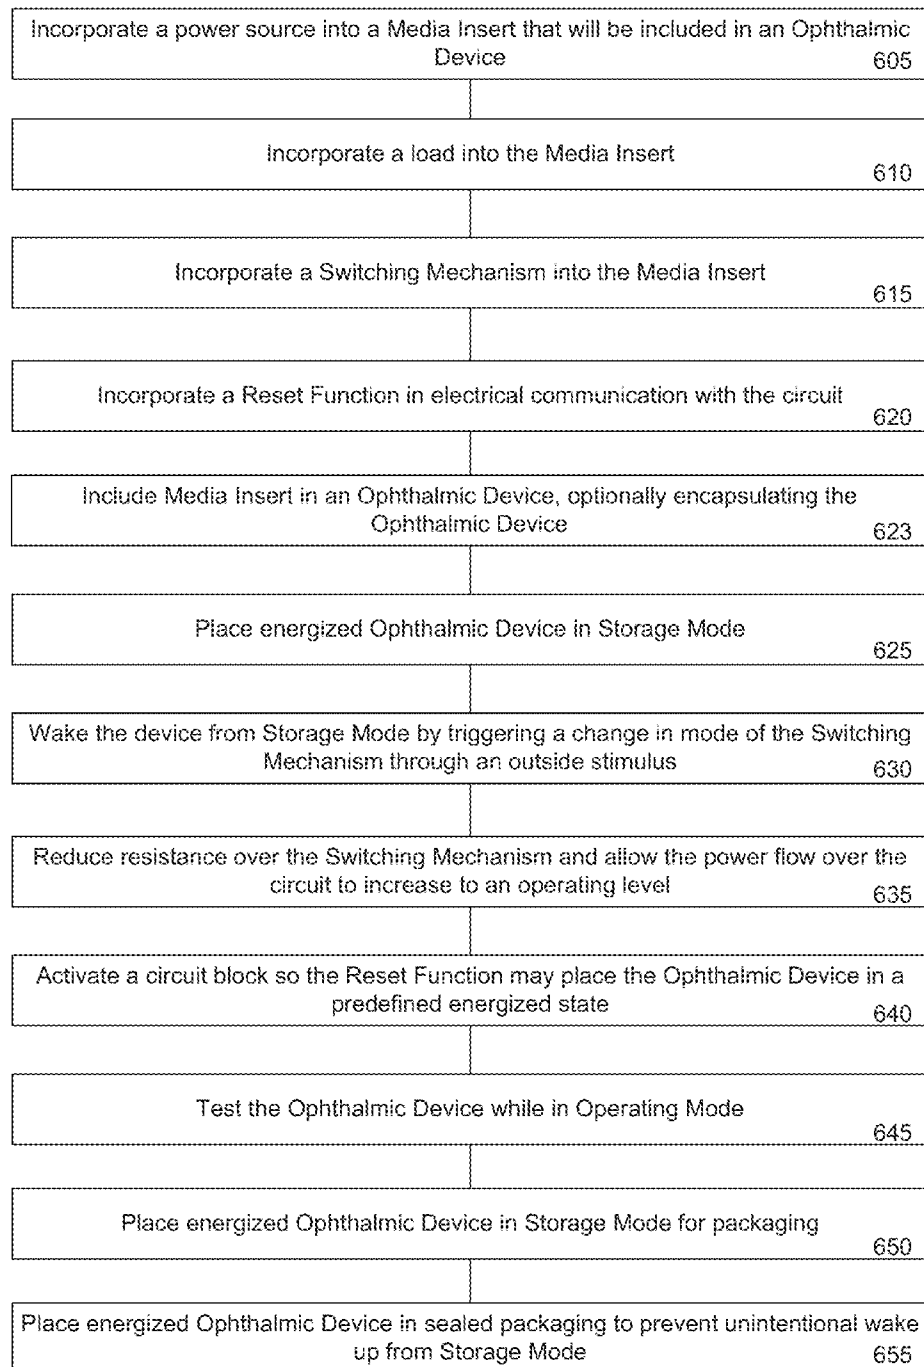 Incorporate a power source into a Media Insert that will be included in an Ophthalmic
Device
605
Incorporate a load into the Media Insert
610
Incorporate a Switching Mechanism into the Media Insert
615
Incorporate a Reset Function in electrical communication with the circuit
620
Include Media Insert in an Ophthalmic Device, optionally encapsulating the
Ophthalmic Device
623
Place energized Ophthalmic Device in Storage Mode
625
Wake the device from Storage Mode by triggering a change in mode of the Switching
Mechanism through an outside stimulus
630
Reduce resistance over the Switching Mechanism and allow the power flow over the
circuit to increase to an operating level
635
Activate a circuit block so the Reset Function may place the Ophthalmic Device in a
predefined energized state
640
Test the Ophthalmic Device while in Operating Mode
645
Place energized Ophthalmic Device in Storage Mode for packaging
650
Place energized Ophthalmic Device in sealed packaging to prevent unintentional wake
up from Storage Mode
655